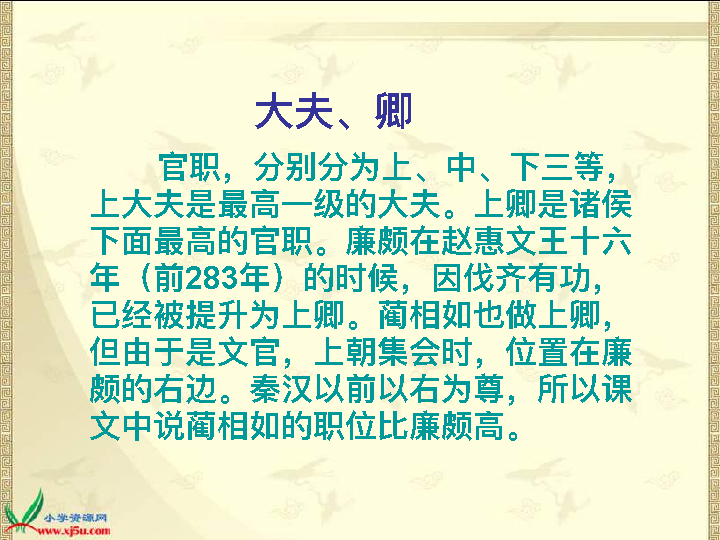 大夫、卿
官职，分别分为上、中、下三等，
上大夫是最高一级的大夫。上卿是诸侯
下面最高的官职。廉颇在赵惠文王十六
年（前283年）的时候，因伐齐有功，
已经被提升为上卿。蔺相如也做上卿，
但由于是文官，上朝集会时，位置在廉
颇的右边。秦汉以前以右为尊，所以课
文中说蔺相如的职位比廉颇高。
小学资源网
www.xj5u.com